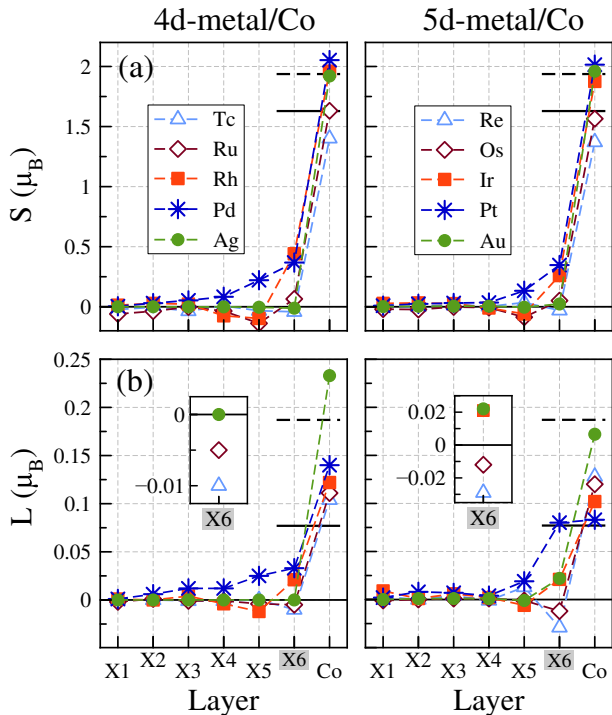 4d-metal/Co
5d-metal/Co
(a)
S (μB)
2
1.5
1
0.5
0
Tc
Ru
Rh
Pd
Ag
Re
Os
Ir
Pt
Au
(b)
L (μB)
0.25
0.2
0.15
0.1
0.05
0
0
−0.01
X6
0.02
0
−0.02
X6
X1 X2 X3 X4 X5 X6 Co
X1 X2 X3 X4 X5 X6 Co
Layer
Layer